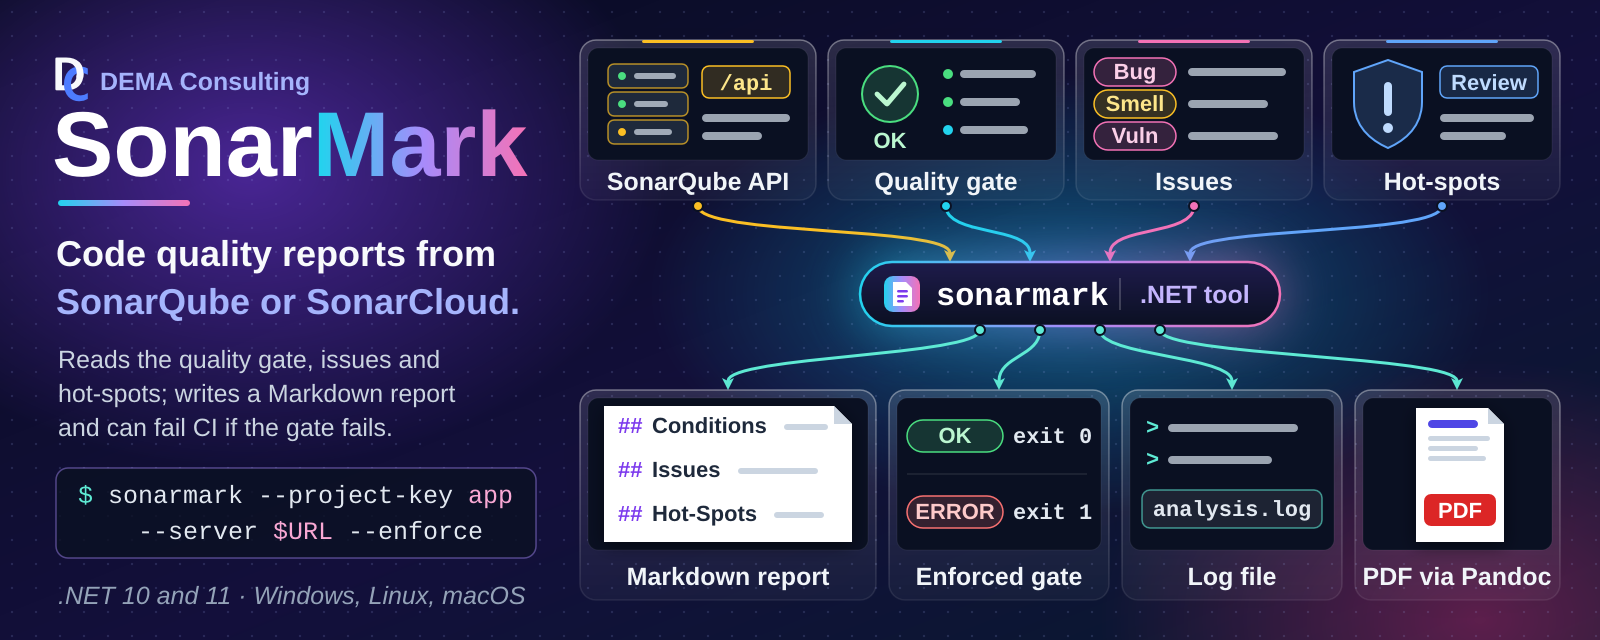 DC DEMA Consulting
SonarMark
Code quality reports from
SonarQube or SonarCloud.
Reads the quality gate, issues and
hot-spots; writes a Markdown report
and can fail CI if the gate fails.
$ sonarmark --project-key app
--server $URL --enforce
.NET 10 and 11 · Windows, Linux, macOS
/api
SonarQube API
OK
Quality gate
Bug
Smell
Vuln
Issues
Review
Hot-spots
sonarmark .NET tool
## Conditions
## Issues
## Hot-Spots
Markdown report
OK exit 0
ERROR exit 1
Enforced gate
>
>
analysis.log
Log file
PDF
PDF via Pandoc